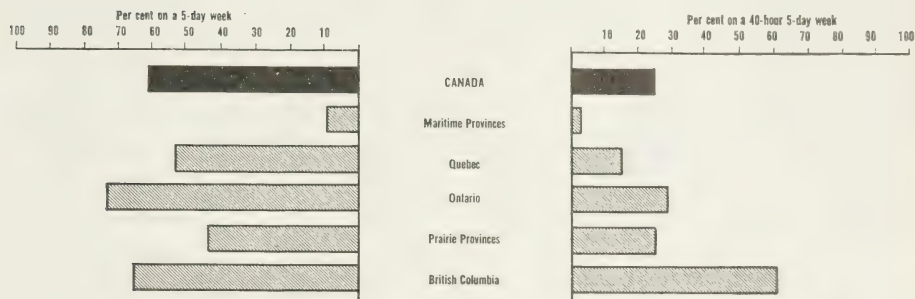 Per cent on a 5-day week
100 90 80 70 60 50 40 30 20 10
Per cent on a 40-hour 5-day week
10 20 30 40 50 60 70 80 90 100
CANADA
Maritime Provinces
Quebec
Ontario
Prairie Provinces
British Columbia